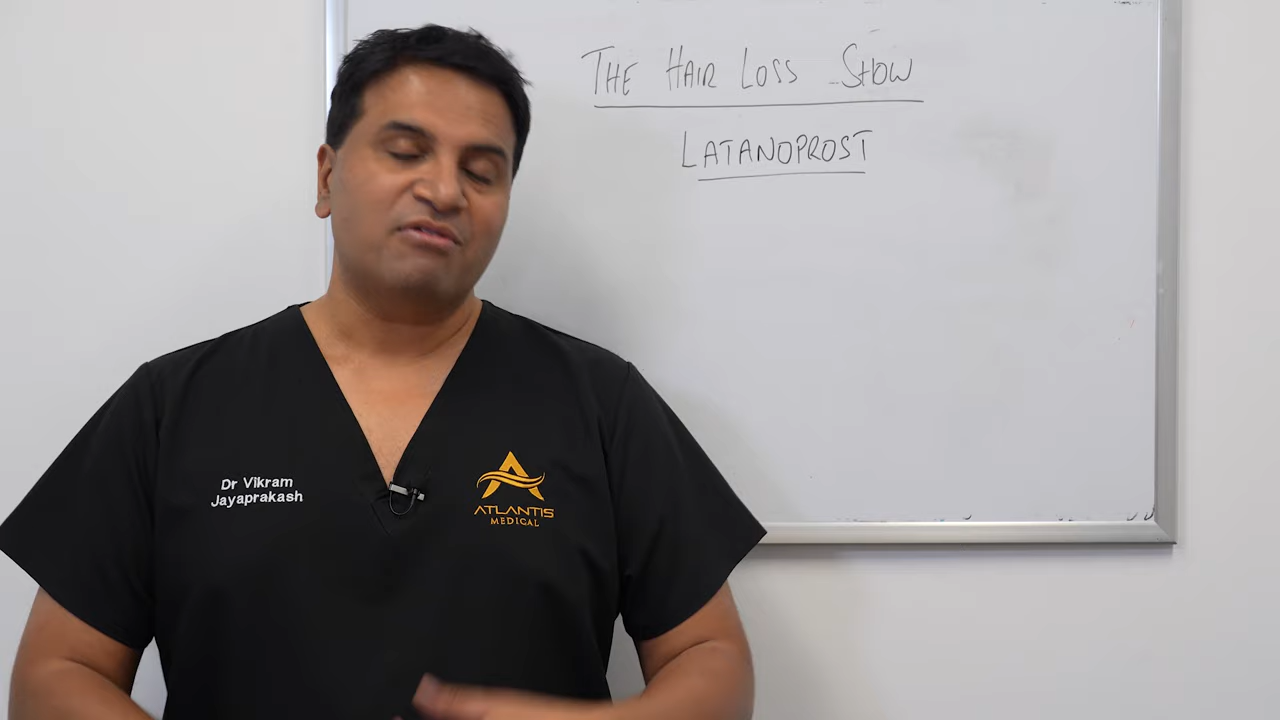 THE HAIR LOSS SHOW
LATANOPROST
Dr Vikram
Jayaprakash
ATLANTIS
MEDICAL